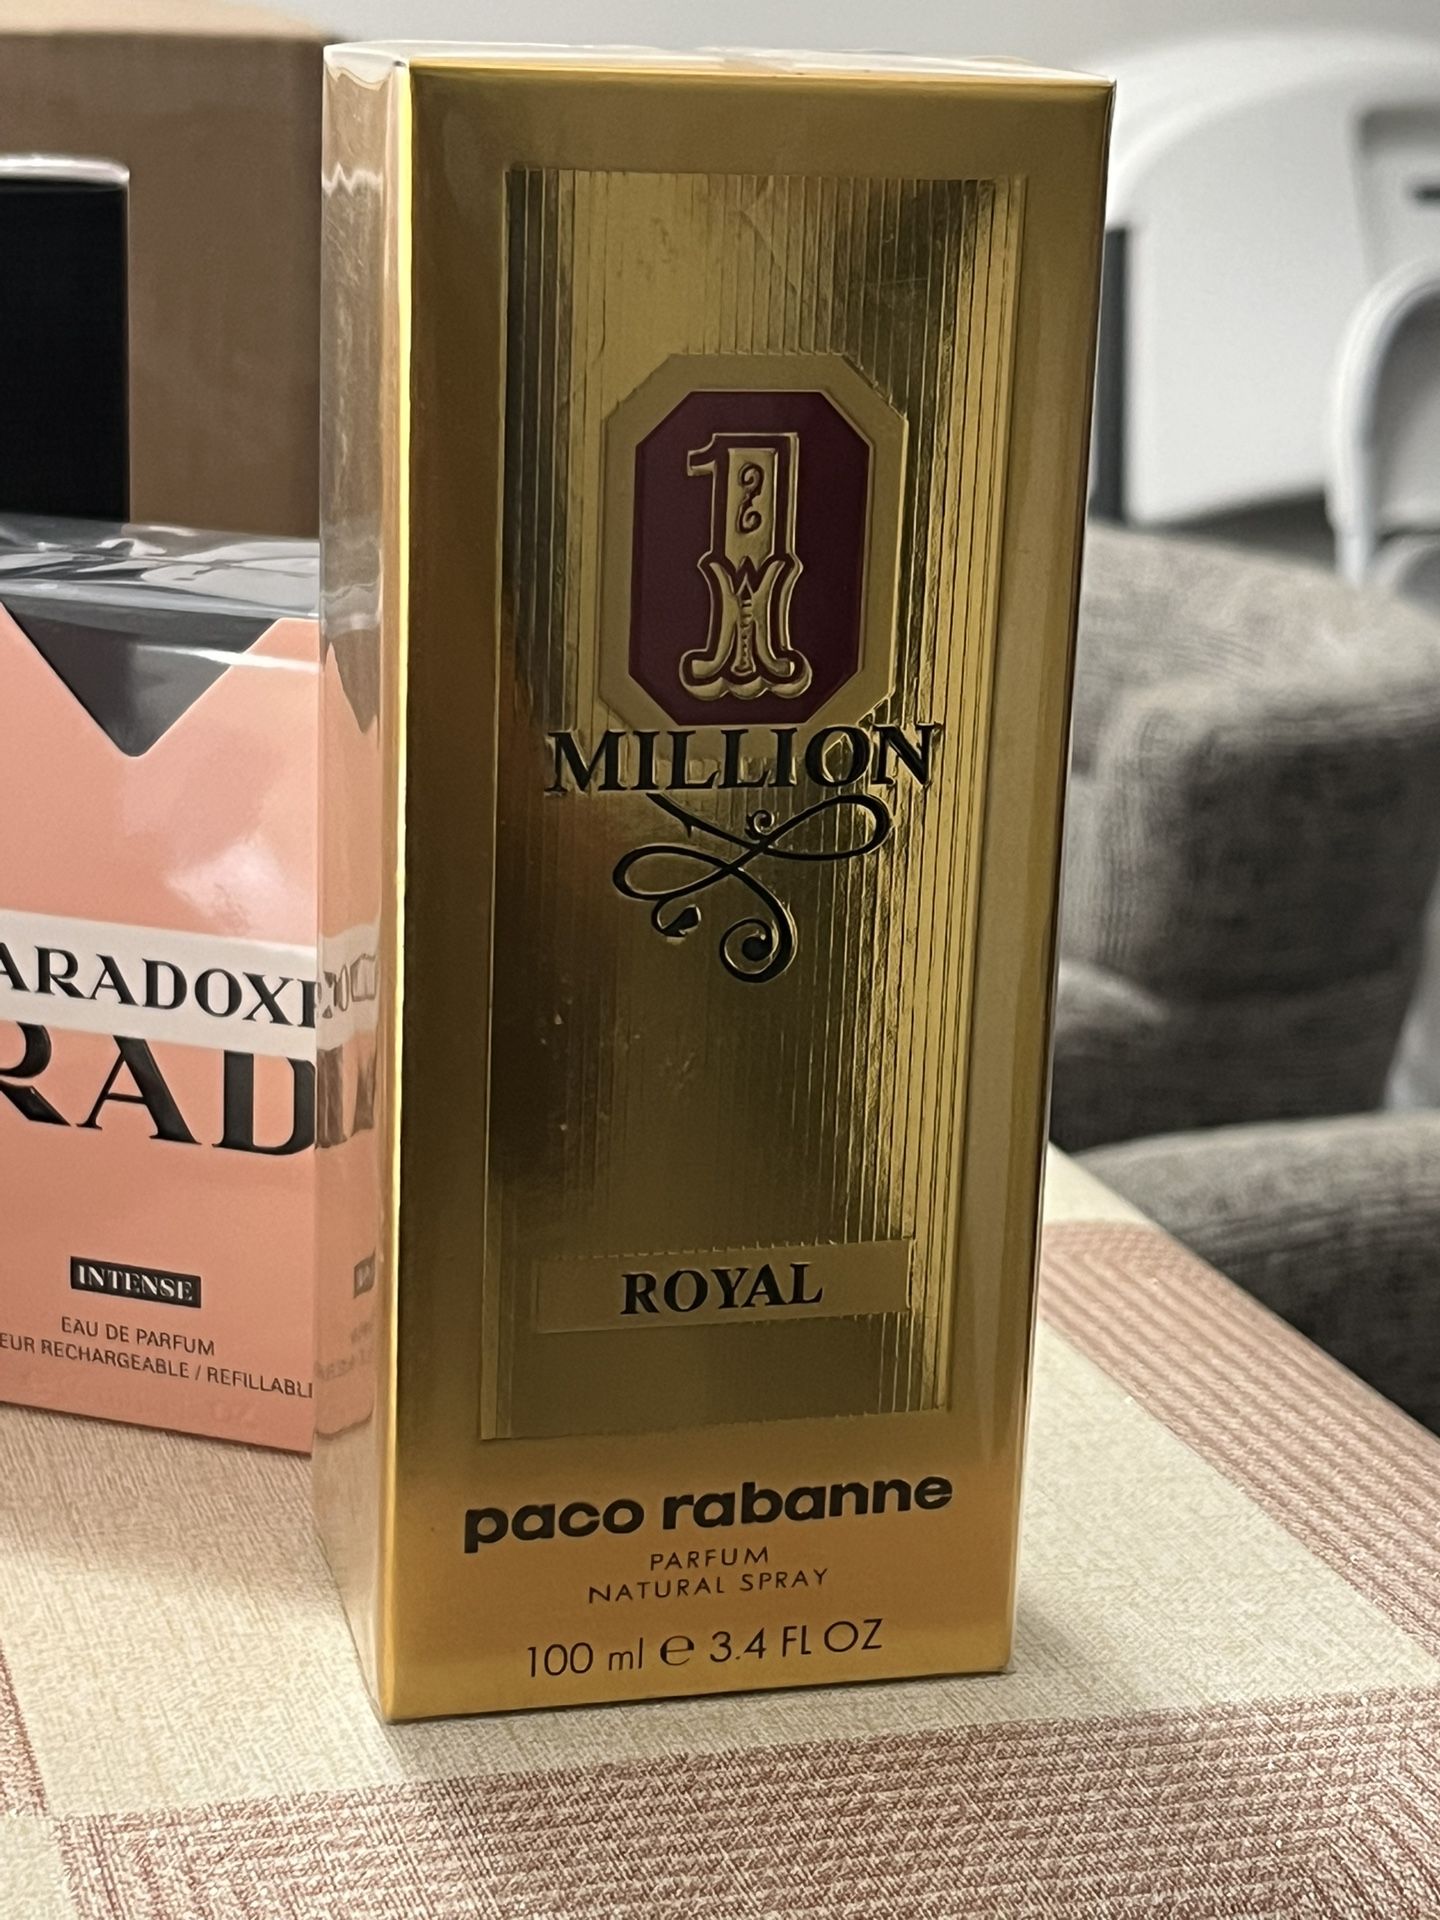 1
MILLION
ROYAL
paco rabanne
PARFUM
NATURAL SPRAY
100 ml ℮ 3.4 FL OZ
ARADOXE
RAD
INTENSE
EAU DE PARFUM
EUR RECHARGEABLE / REFILLABL